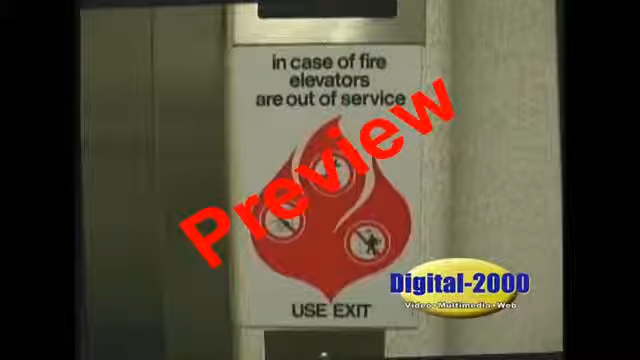 in case of fire
elevators
are out of service
Preview
USE EXIT
Digital-2000
Video • Multimedia • Web